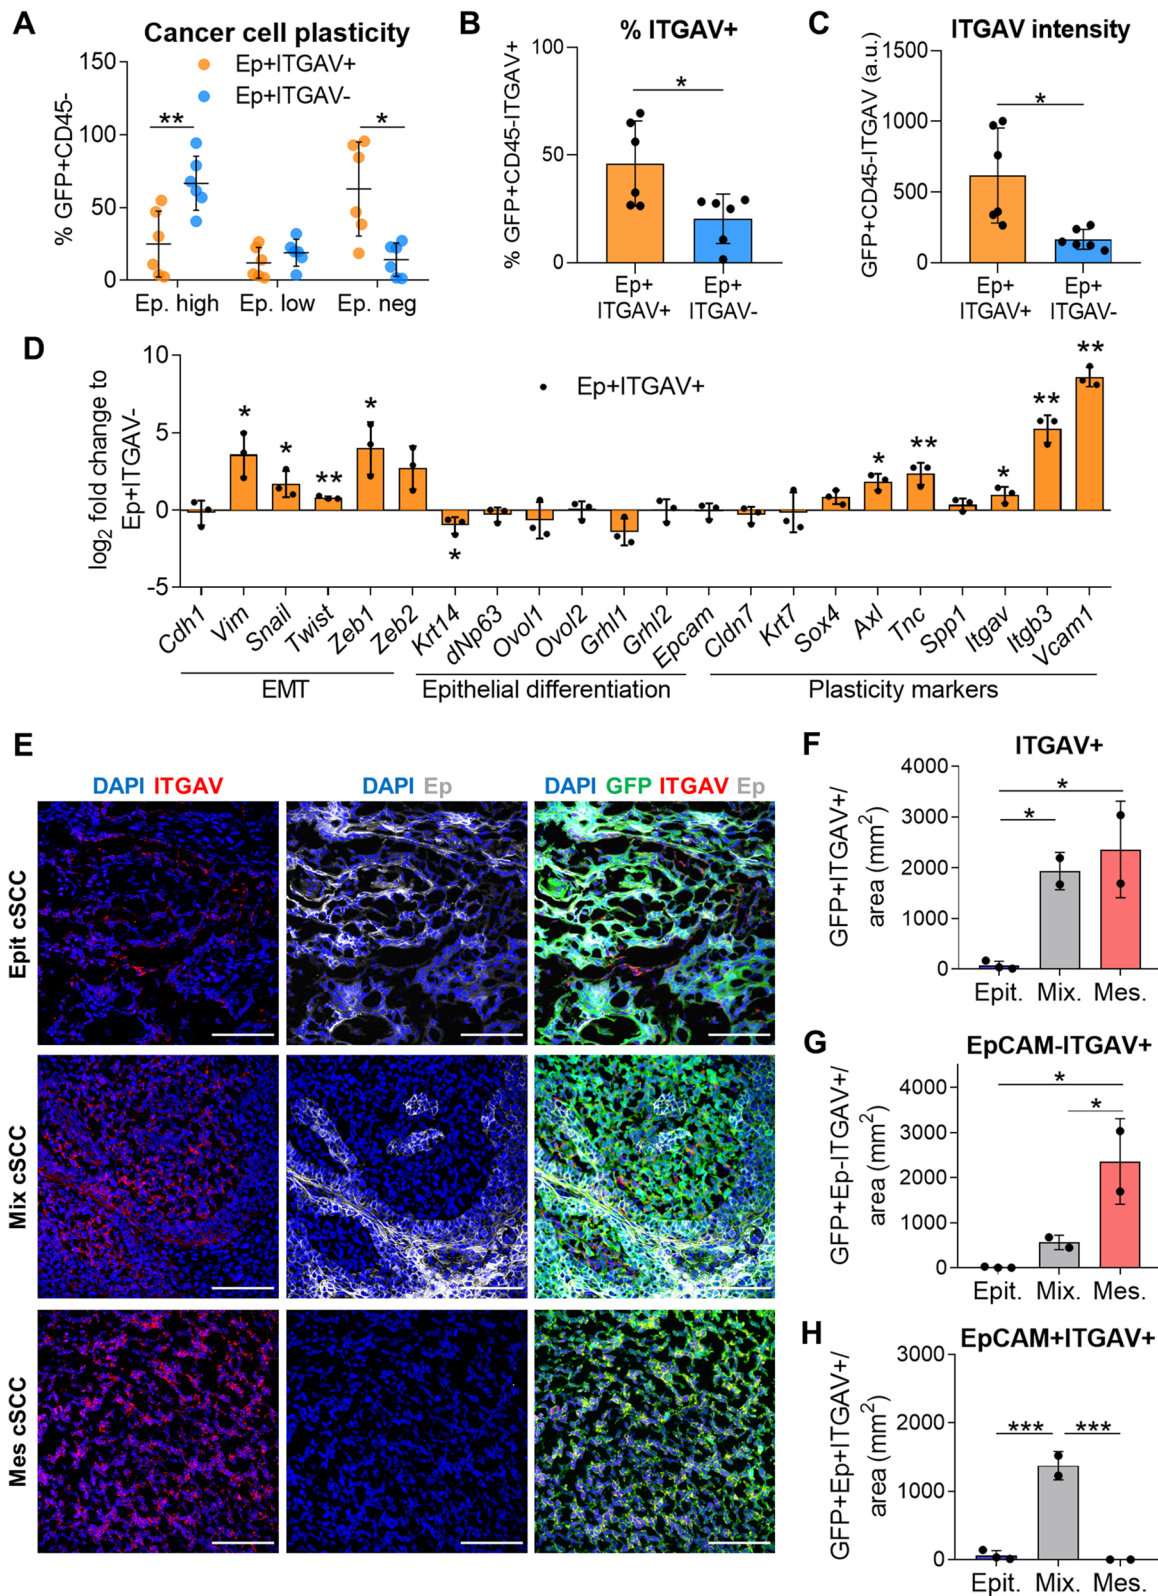 A
Cancer cell plasticity
% GFP+CD45-
150
100
50
0
Ep+ITGAV+
Ep+ITGAV-
**
*
Ep. high
Ep. low
Ep. neg
B
% ITGAV+
% GFP+CD45-ITGAV+
100
50
0
*
Ep+
ITGAV+
Ep+
ITGAV-
C
ITGAV intensity
GFP+CD45-ITGAV (a.u.)
1500
1000
500
0
*
Ep+
ITGAV+
Ep+
ITGAV-
D
log2 fold change to
Ep+ITGAV-
10
5
0
-5
Ep+ITGAV+
*
*
**
*
*
*
**
*
**
**
Cdh1
Vim
Snail
Twist
Zeb1
Zeb2
Krt14
dNp63
Ovol1
Ovol2
Grhl1
Grhl2
Epcam
Cldn7
Krt7
Sox4
Axl
Tnc
Spp1
Itgav
Itgb3
Vcam1
EMT
Epithelial differentiation
Plasticity markers
E
DAPI ITGAV
DAPI Ep
DAPI GFP ITGAV Ep
Epit cSCC
Mix cSCC
Mes cSCC
F
ITGAV+
GFP+ITGAV+/
area (mm2)
4000
3000
2000
1000
0
*
*
Epit.
Mix.
Mes.
G
EpCAM-ITGAV+
GFP+Ep-ITGAV+/
area (mm2)
4000
3000
2000
1000
0
*
*
Epit.
Mix.
Mes.
H
EpCAM+ITGAV+
GFP+Ep+ITGAV+/
area (mm2)
3000
2000
1000
0
***
***
Epit.
Mix.
Mes.